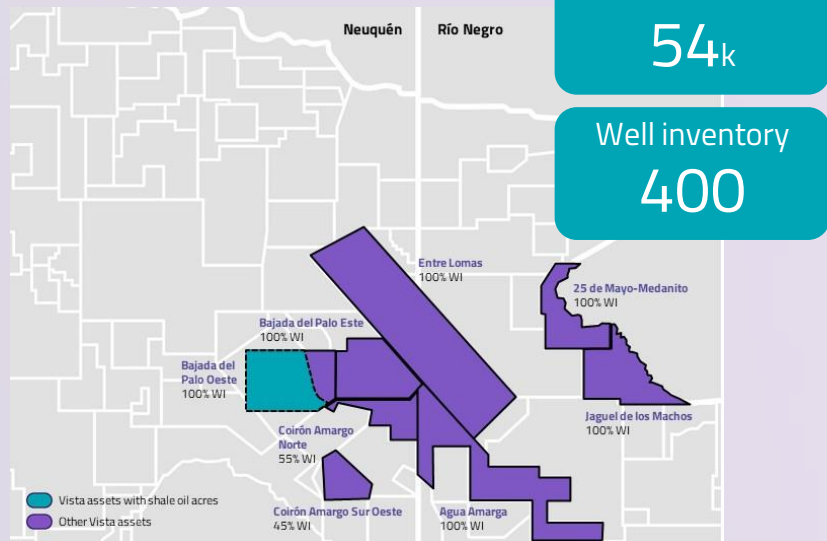 Neuquén
Río Negro
54k
Well inventory
400
Entre Lomas
100% WI
25 de Mayo-Medanito
100% WI
Bajada del Palo Este
100% WI
Bajada del
Palo Oeste
100% WI
Jaguel de los Machos
100% WI
Coirón Amargo
Norte
55% WI
Coirón Amargo Sur Oeste
45% WI
Agua Amarga
100% WI
Vista assets with shale oil acres
Other Vista assets